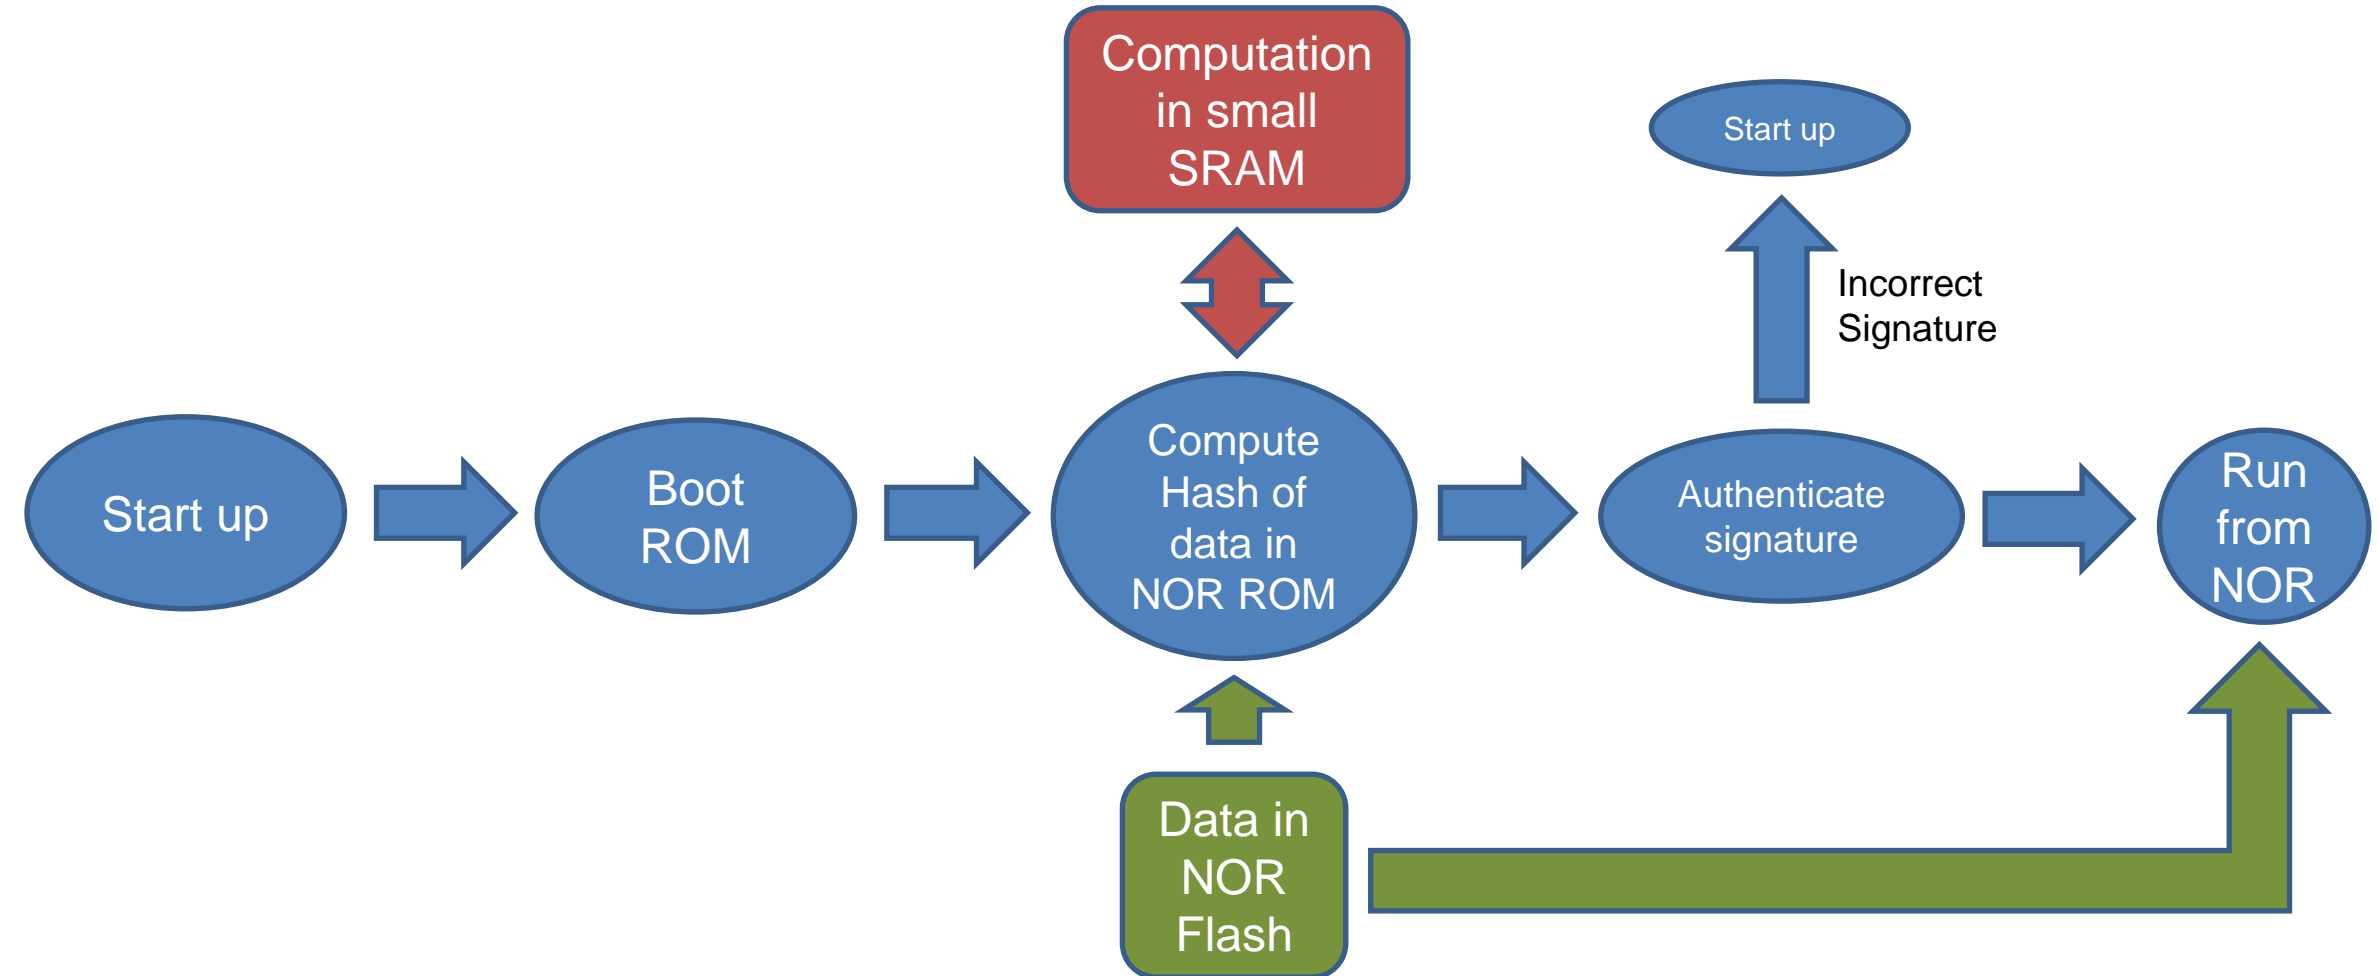 Computation
in small
SRAM
Start up
Incorrect
Signature
Start up
Boot
ROM
Compute
Hash of
data in
NOR ROM
Authenticate
signature
Run
from
NOR
Data in
NOR
Flash